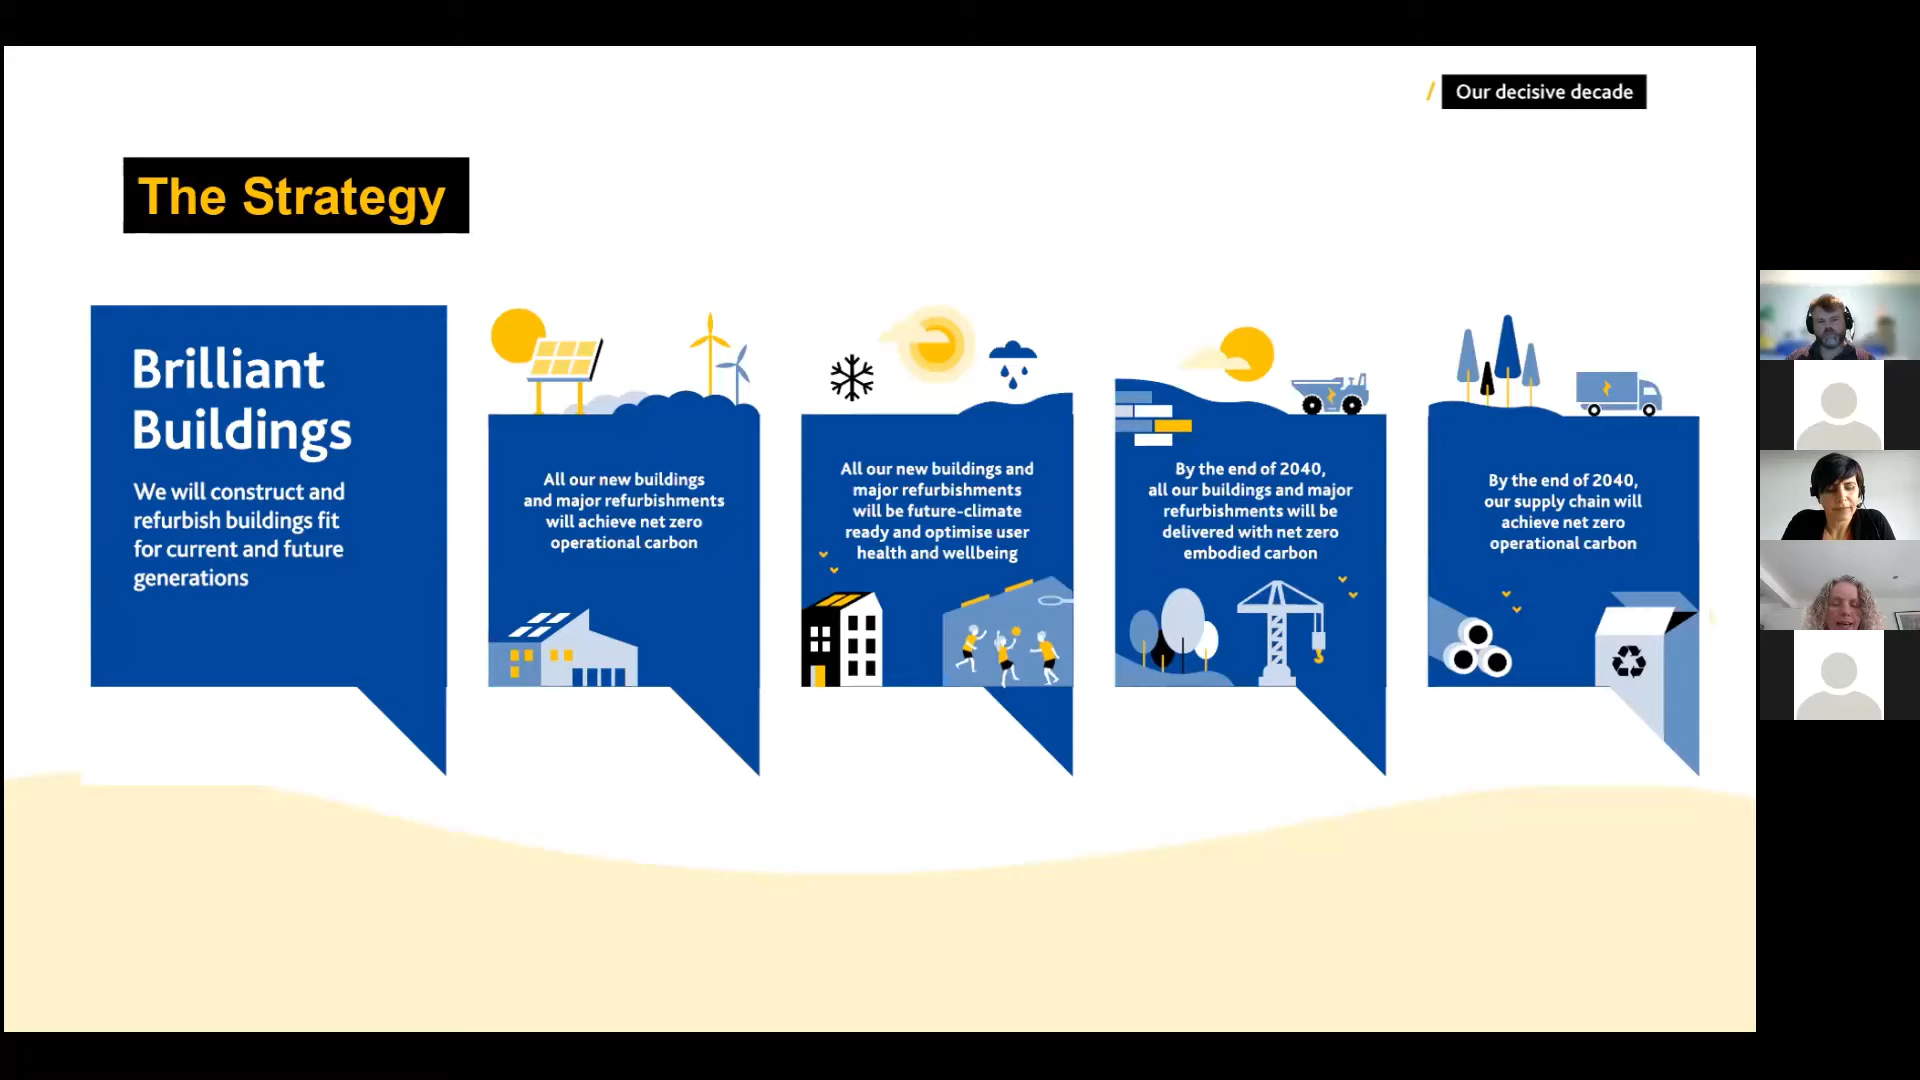 Our decisive decade
The Strategy
Brilliant
Buildings
We will construct and
refurbish buildings fit
for current and future
generations
All our new buildings
and major refurbishments
will achieve net zero
operational carbon
All our new buildings and
major refurbishments
will be future-climate
ready and optimise user
health and wellbeing
By the end of 2040,
all our buildings and major
refurbishments will be
delivered with net zero
embodied carbon
By the end of 2040,
our supply chain will
achieve net zero
operational carbon